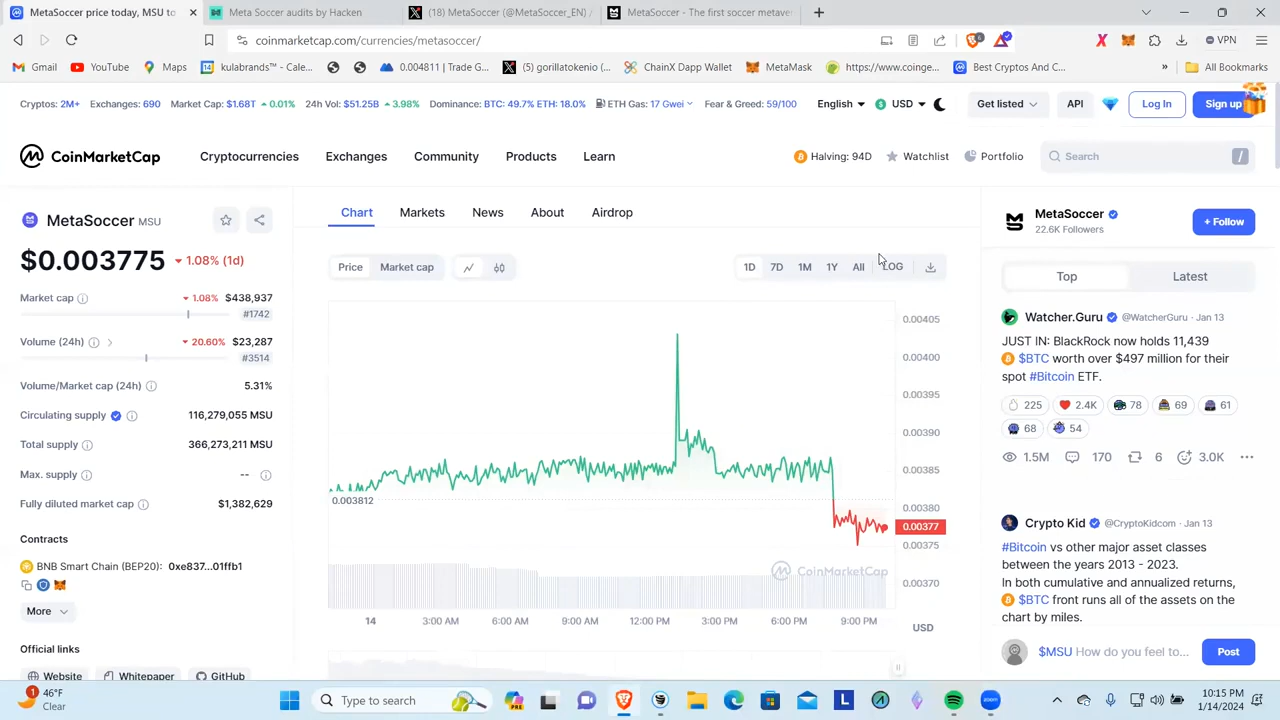 MetaSoccer price today, MSU to
Meta Soccer audits by Hacken
(18) MetaSoccer (@MetaSoccer_EN) /
MetaSoccer - The first soccer metave
coinmarketcap.com/currencies/metasoccer/
VPN
Gmail
YouTube
Maps
kulabrands™ - Cale...
0.004811 | Trade G...
(5) gorillatokenio (...
ChainX Dapp Wallet
MetaMask
https://www.coinge...
Best Cryptos And C...
»
All Bookmarks
Cryptos: 2M+ Exchanges: 690 Market Cap: $1.68T 0.01% 24h Vol: $51.25B 3.98% Dominance: BTC: 49.7% ETH: 18.0% ETH Gas: 17 Gwei Fear & Greed: 59/100
English
USD
Get listed
API
Log In
Sign up
CoinMarketCap
Cryptocurrencies
Exchanges
Community
Products
Learn
Halving: 94D
Watchlist
Portfolio
Search
/
MetaSoccer MSU
$0.003775 1.08% (1d)
Market cap 1.08% $438,937
#1742
Volume (24h) 20.60% $23,287
#3514
Volume/Market cap (24h) 5.31%
Circulating supply 116,279,055 MSU
Total supply 366,273,211 MSU
Max. supply --
Fully diluted market cap $1,382,629
Contracts
BNB Smart Chain (BEP20): 0xe837...01ffb1
More
Official links
Website
Whitepaper
GitHub
Chart
Markets
News
About
Airdrop
Price
Market cap
1D
7D
1M
1Y
All
LOG
0.00405
0.00400
0.00395
0.00390
0.00385
0.00380
0.00377
0.00375
0.00370
0.003812
CoinMarketCap
14
3:00 AM
6:00 AM
9:00 AM
12:00 PM
3:00 PM
6:00 PM
9:00 PM
USD
MetaSoccer
22.6K Followers
+ Follow
Top
Latest
Watcher.Guru @WatcherGuru · Jan 13
JUST IN: BlackRock now holds 11,439
$BTC worth over $497 million for their
spot #Bitcoin ETF.
225
2.4K
78
69
61
68
54
1.5M
170
6
3.0K
Crypto Kid @CryptoKidcom · Jan 13
#Bitcoin vs other major asset classes
between the years 2013 - 2023.
In both cumulative and annualized returns,
$BTC front runs all of the assets on the
chart by miles.
$MSU How do you feel to...
Post
1
46°F
Clear
Type here to search
PRE
L
zoom
10:15 PM
1/14/2024